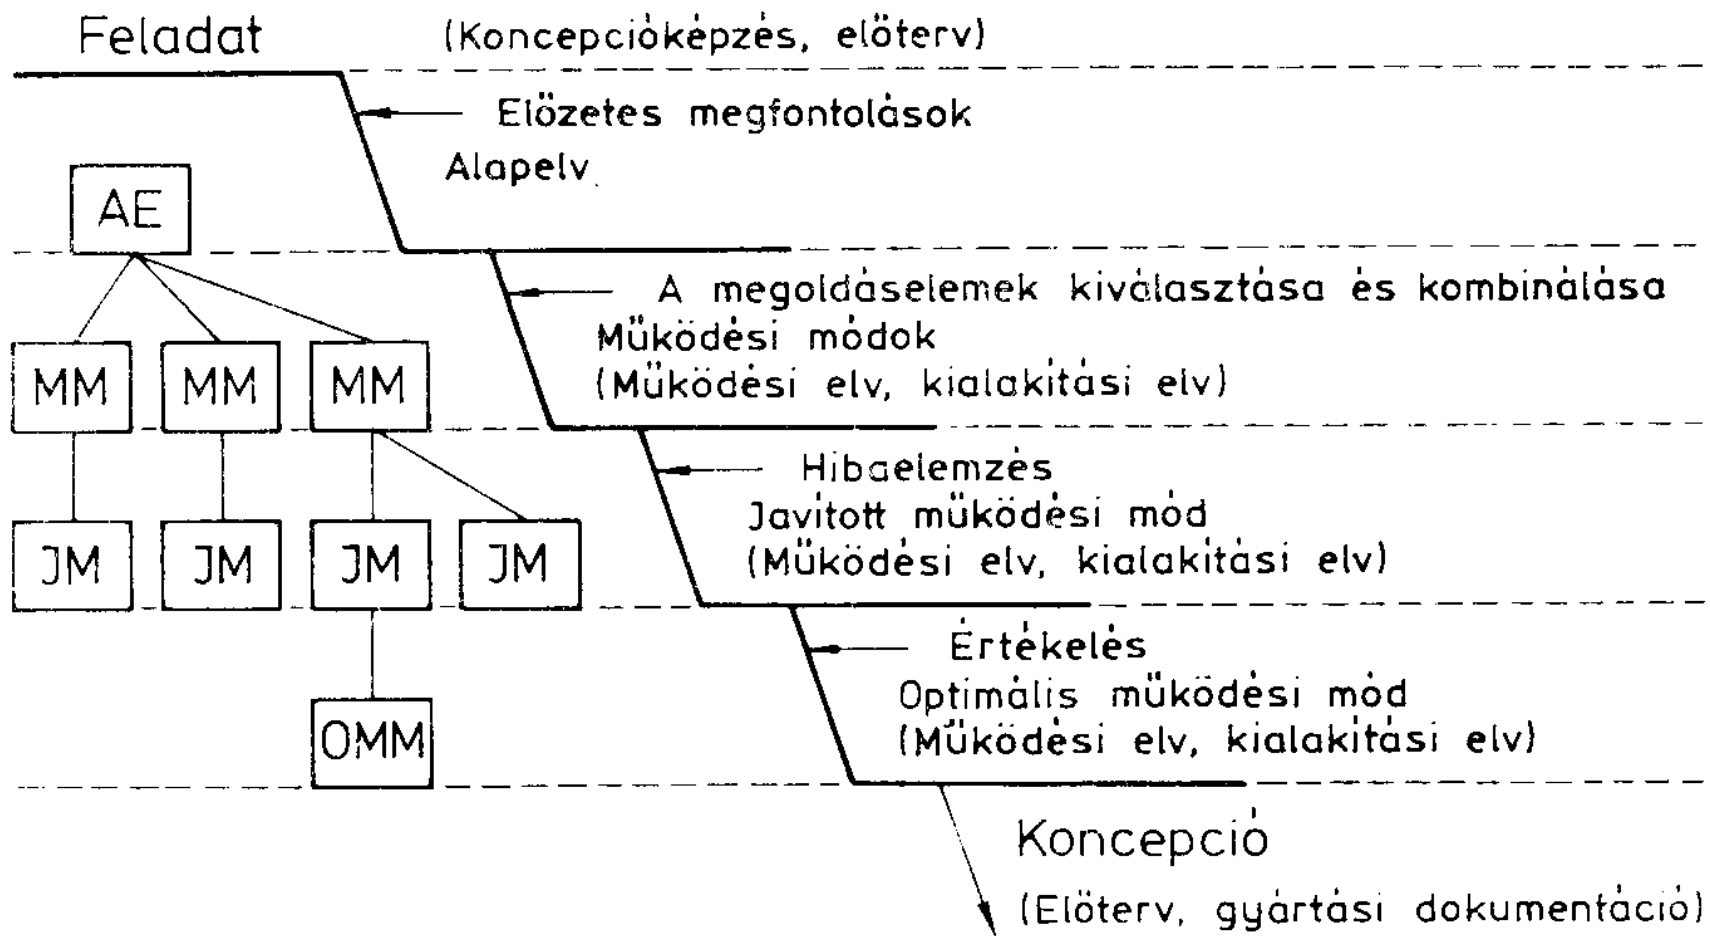 Feladat
(Koncepcióképzés, előterv)
Előzetes megfontolások
Alapelv
AE
A megoldáselemek kiválasztása és kombinálása
Működési módok
(Működési elv, kialakítási elv)
MM MM MM
Hibaelemzés
Javított működési mód
(Működési elv, kialakítási elv)
JM JM JM JM
Értékelés
Optimális működési mód
(Működési elv, kialakítási elv)
OMM
Koncepció
(Előterv, gyártási dokumentáció)